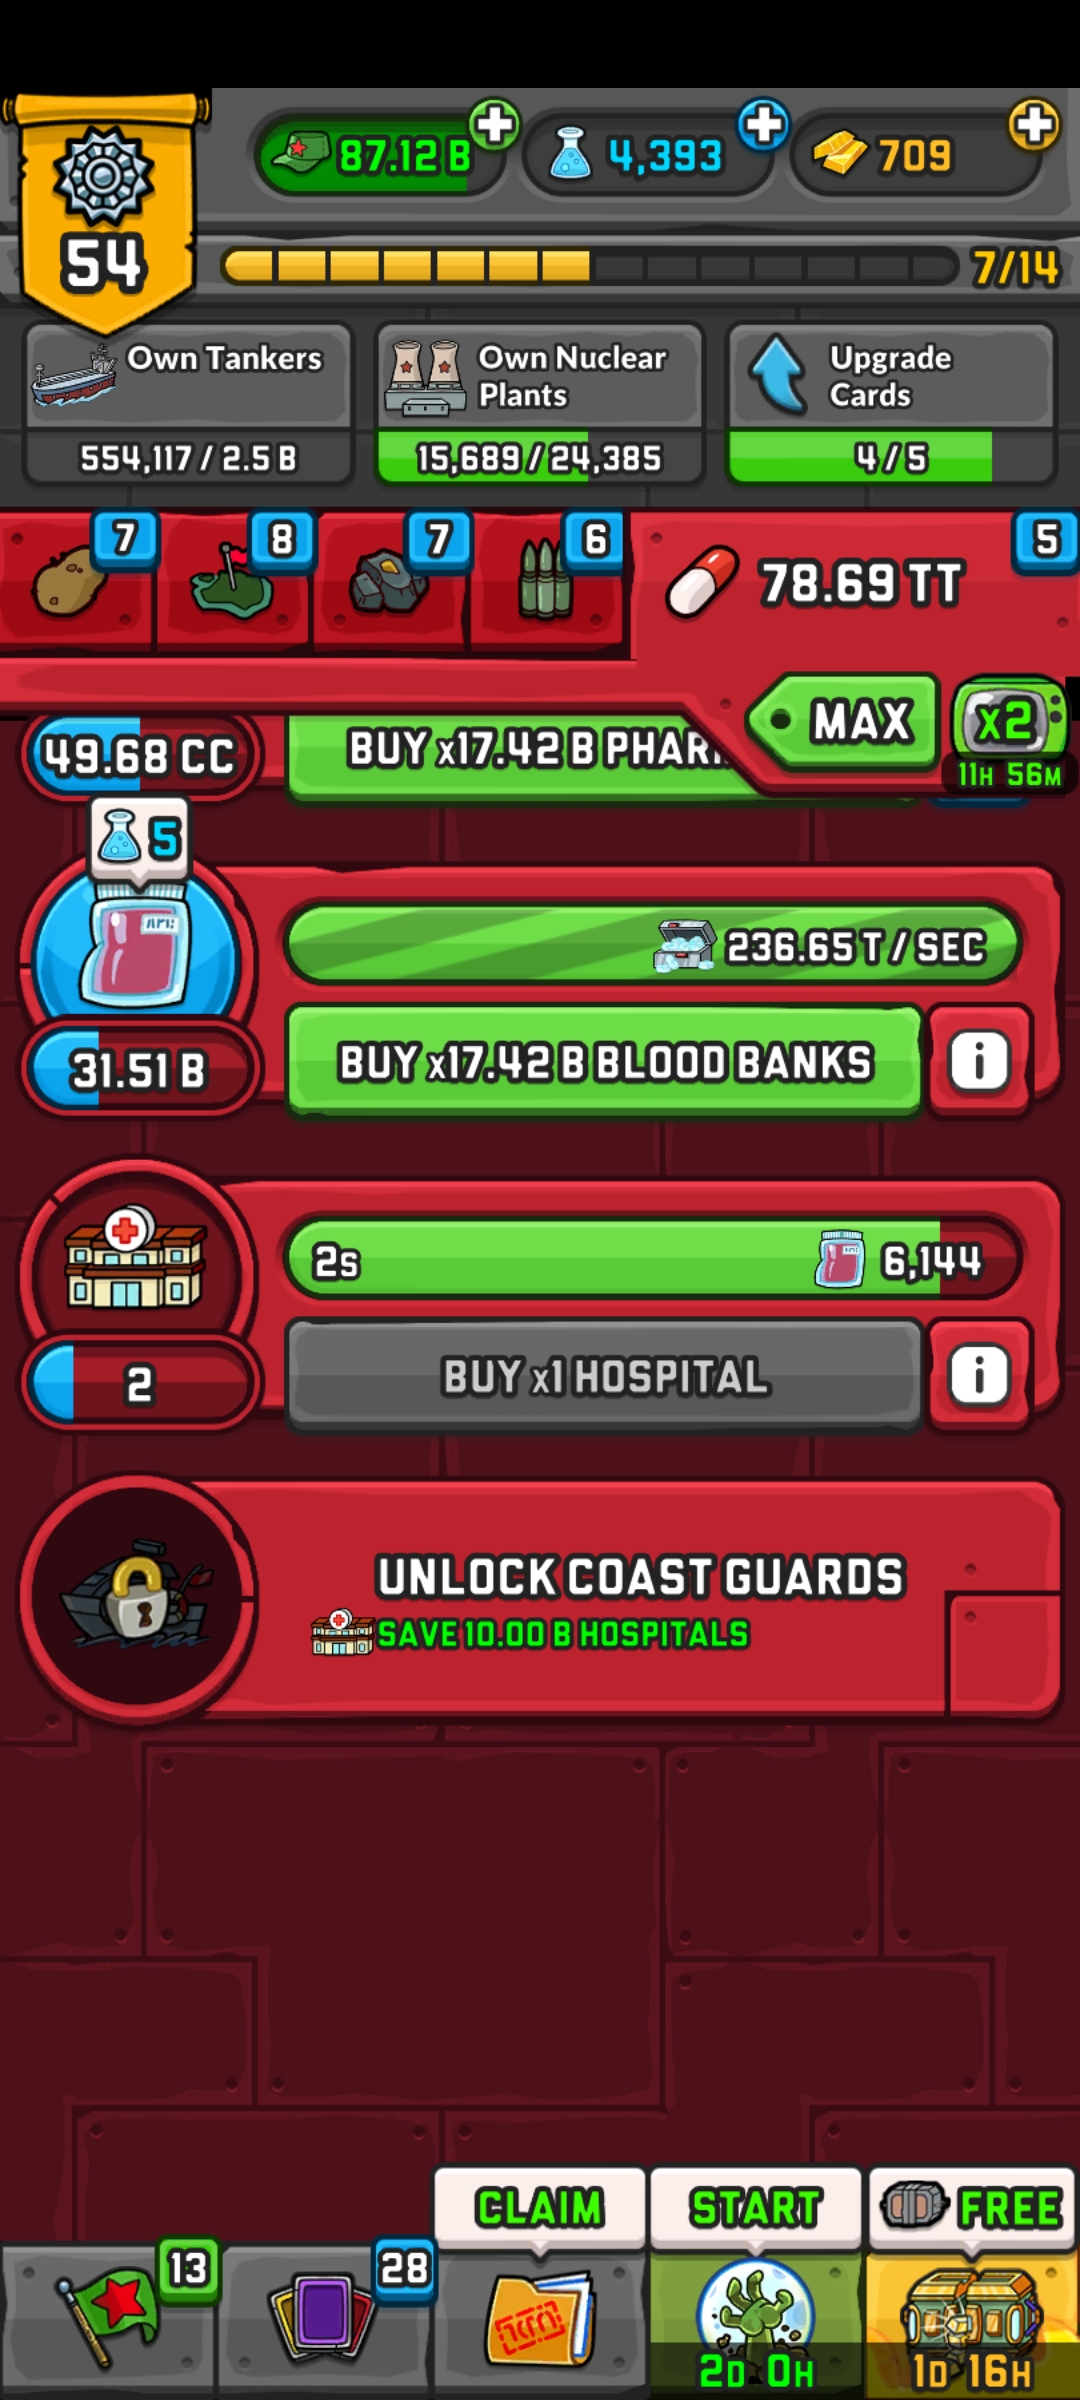 87.12 B
4,393
709
54
7/14
Own Tankers
554,117 / 2.5 B
Own Nuclear
Plants
15,689 / 24,385
Upgrade
Cards
4 / 5
7
8
7
6
78.69 TT
5
MAX
x2
11H 56M
49.68 CC
BUY x17.42 B PHAR
5
236.65 T / SEC
31.51 B
BUY x17.42 B BLOOD BANKS
i
2s
6,144
2
BUY x1 HOSPITAL
i
UNLOCK COAST GUARDS
SAVE 10.00 B HOSPITALS
CLAIM
START
FREE
13
28
2D 0H
1D 16H